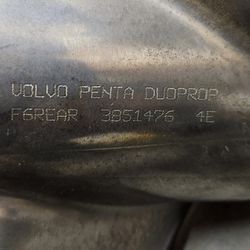 VOLVO PENTA DUOPROP
F6REAR 3851476 4E